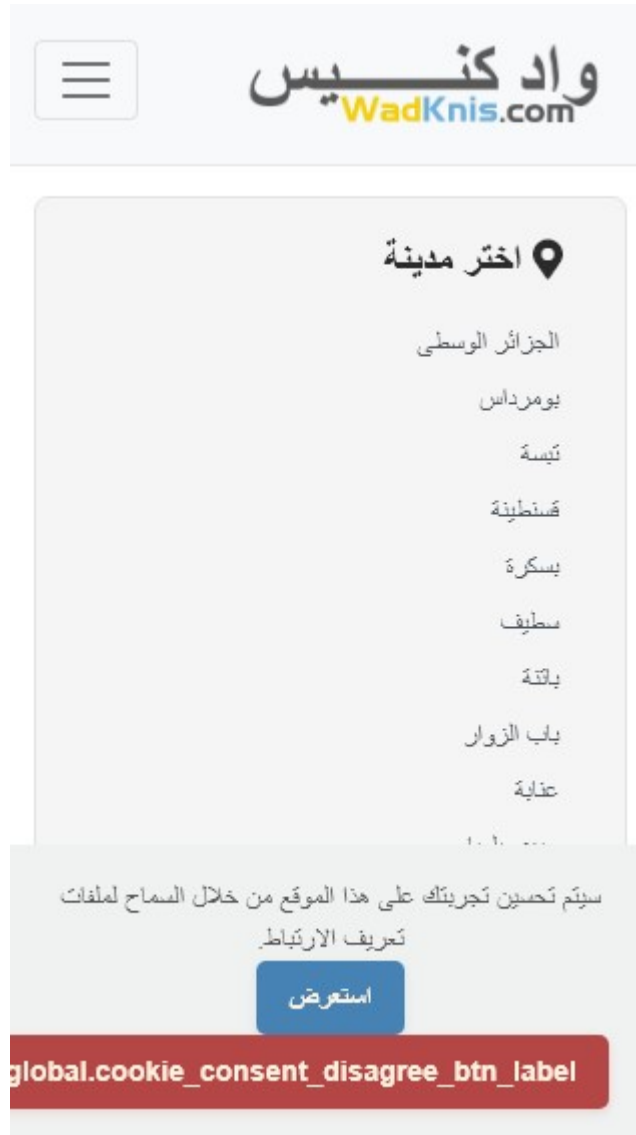 واد كنـــــيس
WadKnis.com
اختر مدينة
الجزائر الوسطى
بومرداس
تبسة
قسنطينة
بسكرة
سطيف
باتنة
باب الزوار
عنابة
سيتم تحسين تجربتك على هذا الموقع من خلال السماح لملفات
تعريف الارتباط.
استعرض
global.cookie_consent_disagree_btn_label